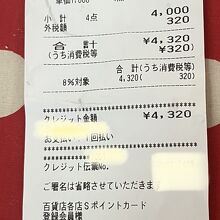 小計 4点 4,000
外税額 320
合計 ¥4,320
(うち消費税等 ¥320)
合計(うち消費税等)
8%対象 4,320( 320)
クレジット金額 ¥4,320
お支払 回払い
クレジット伝票No.
ご署名は省略させていただきます
百貨店各店Sポイントカード
登録会員様